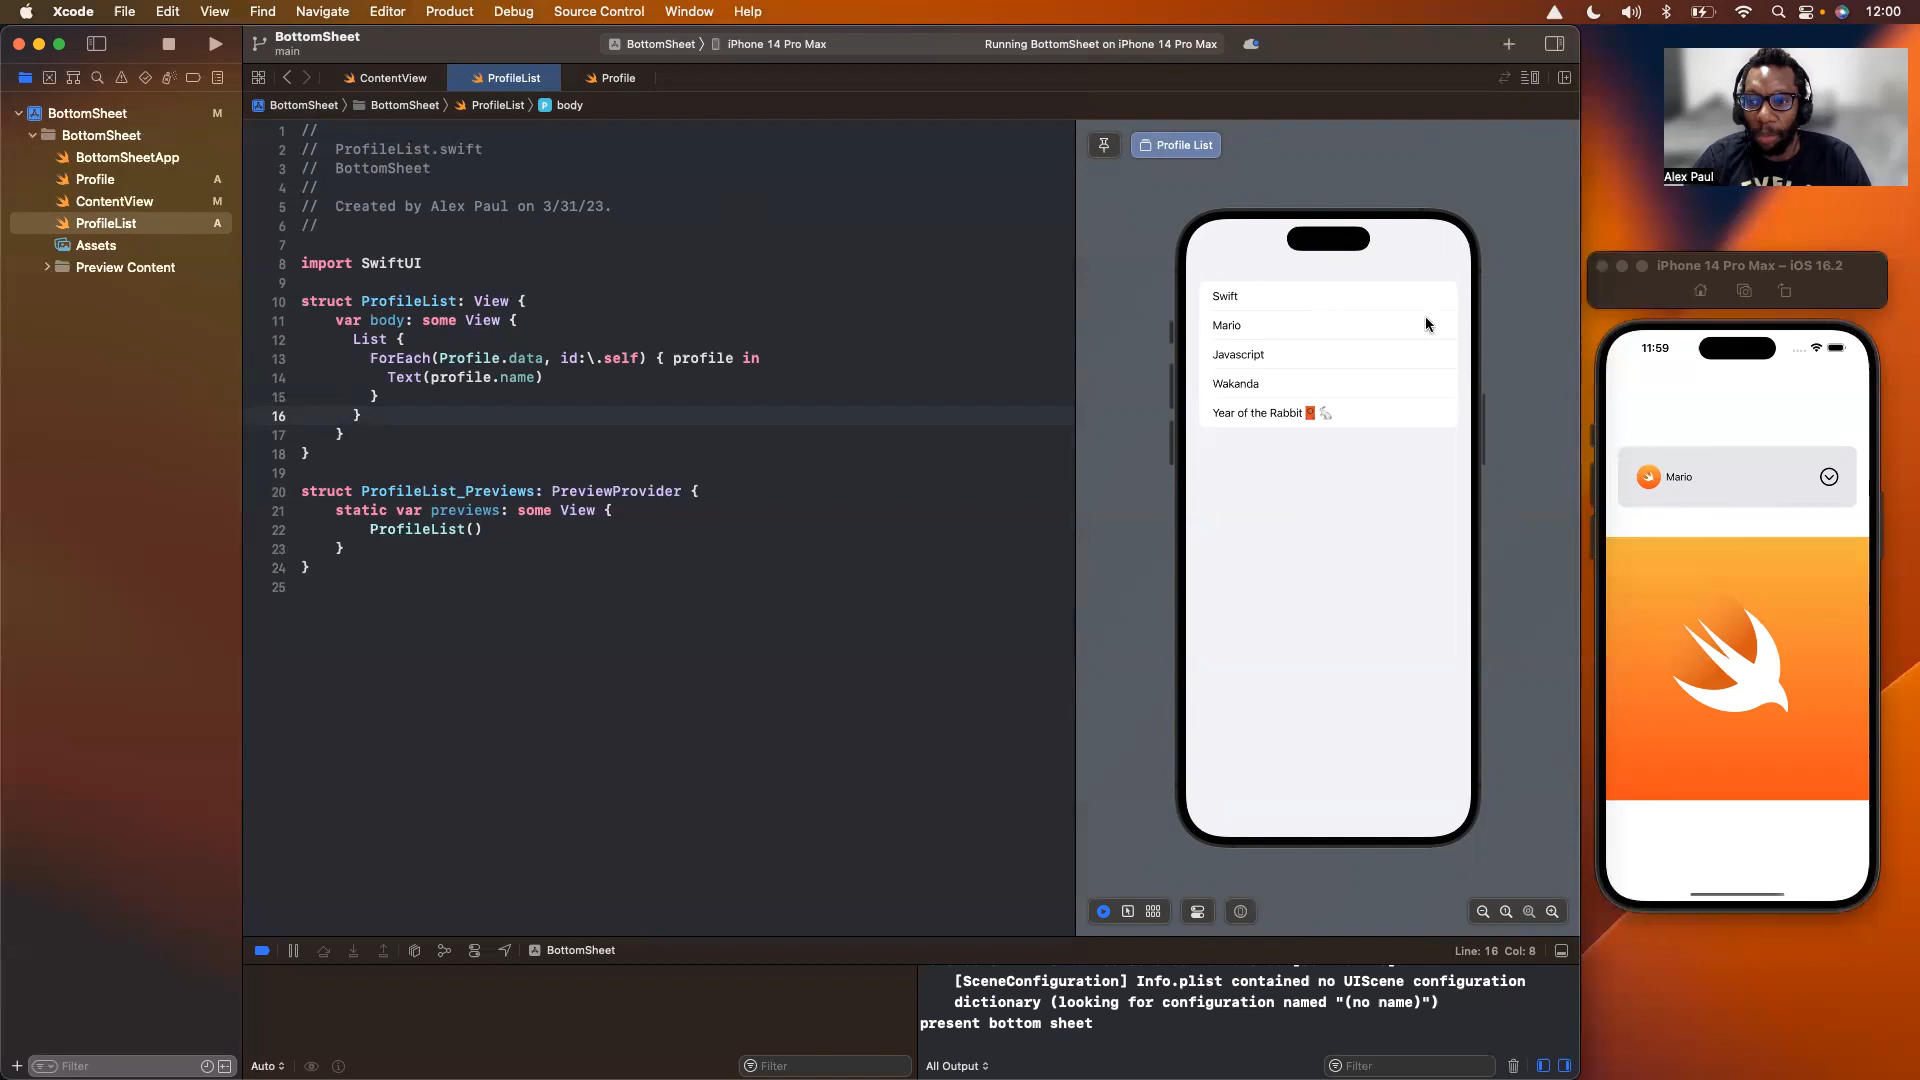 Xcode File Edit View Find Navigate Editor Product Debug Source Control Window Help 12:00
BottomSheet
main
BottomSheet iPhone 14 Pro Max
Running BottomSheet on iPhone 14 Pro Max
ContentView ProfileList Profile
BottomSheet BottomSheet ProfileList P body
BottomSheet M
BottomSheet
BottomSheetApp
Profile A
ContentView M
ProfileList A
Assets
Preview Content
1 //
2 // ProfileList.swift
3 // BottomSheet
4 //
5 // Created by Alex Paul on 3/31/23.
6 //
7
8 import SwiftUI
9
10 struct ProfileList: View {
11 var body: some View {
12 List {
13 ForEach(Profile.data, id:\.self) { profile in
14 Text(profile.name)
15 }
16 }
17 }
18 }
19
20 struct ProfileList_Previews: PreviewProvider {
21 static var previews: some View {
22 ProfileList()
23 }
24 }
25
Profile List
Swift
Mario
Javascript
Wakanda
Year of the Rabbit 🧧 🐇
Alex Paul
iPhone 14 Pro Max – iOS 16.2
11:59
Mario
BottomSheet
Line: 16 Col: 8
[SceneConfiguration] Info.plist contained no UIScene configuration
dictionary (looking for configuration named "(no name)")
present bottom sheet
Filter
Auto
Filter
All Output
Filter